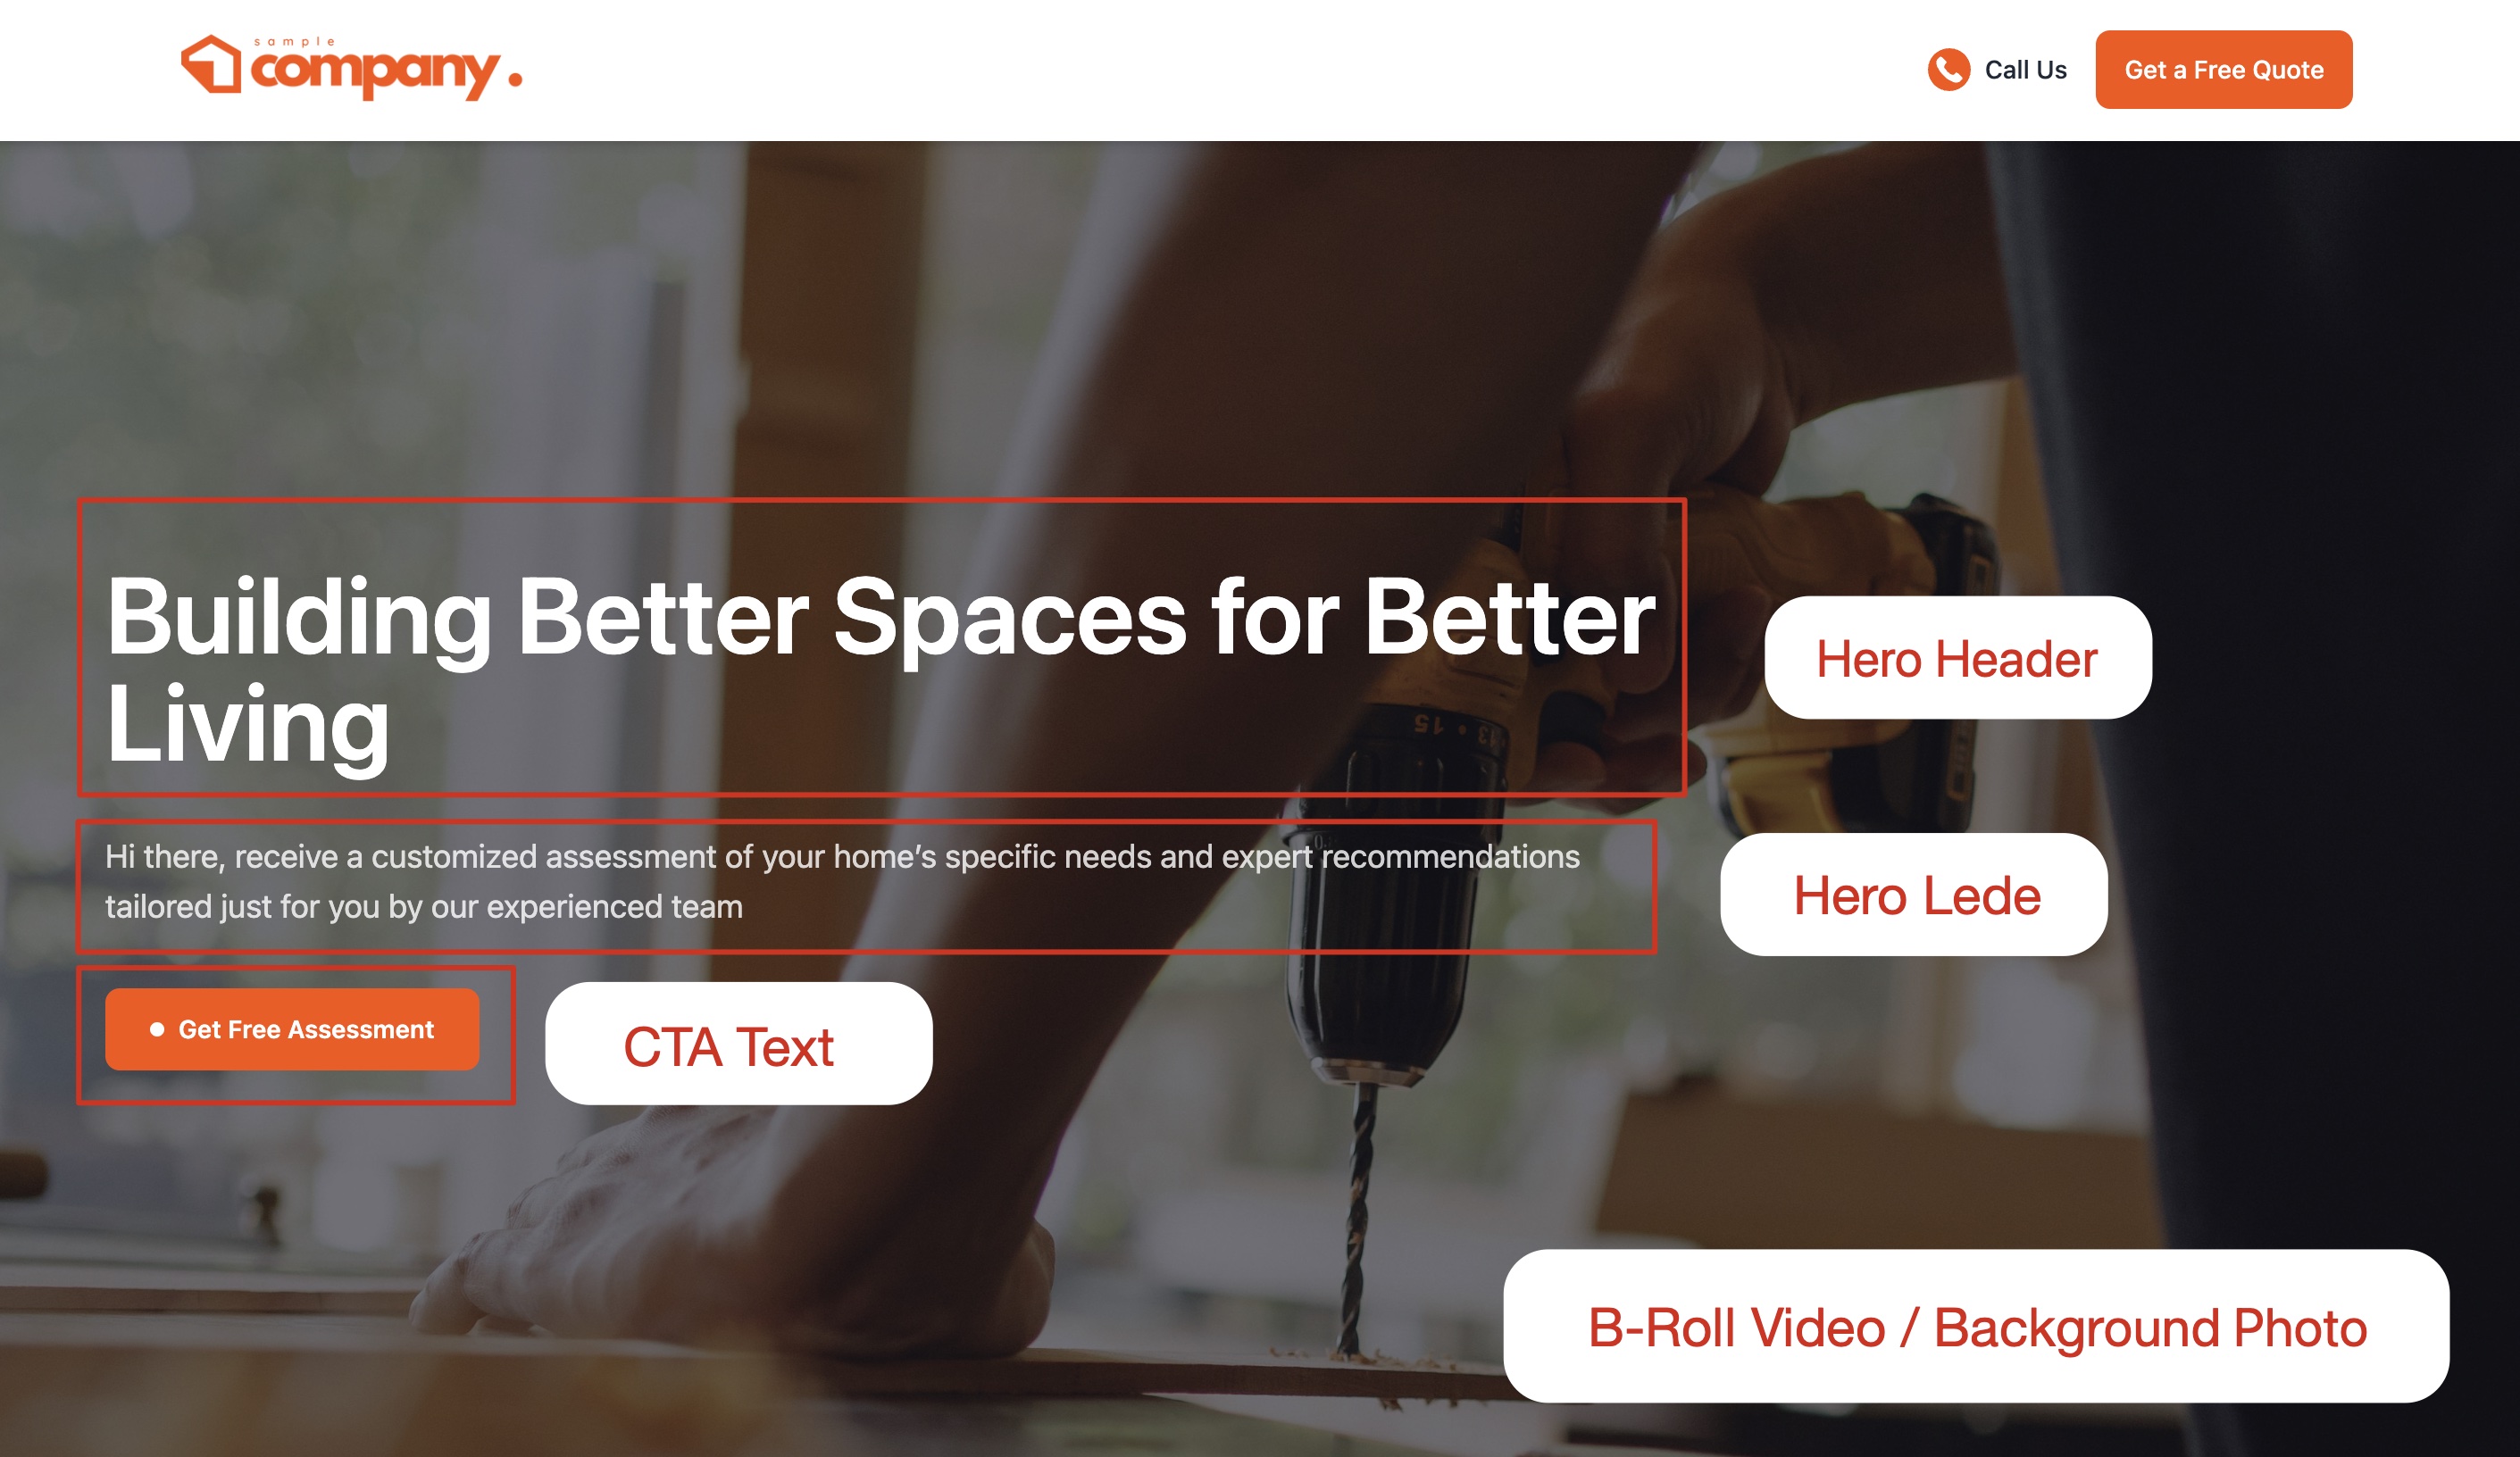 sample
company.
Call Us
Get a Free Quote
Building Better Spaces for Better
Living
Hero Header
Hi there, receive a customized assessment of your home’s specific needs and expert recommendations
tailored just for you by our experienced team
Hero Lede
Get Free Assessment
CTA Text
B-Roll Video / Background Photo
15 • 13